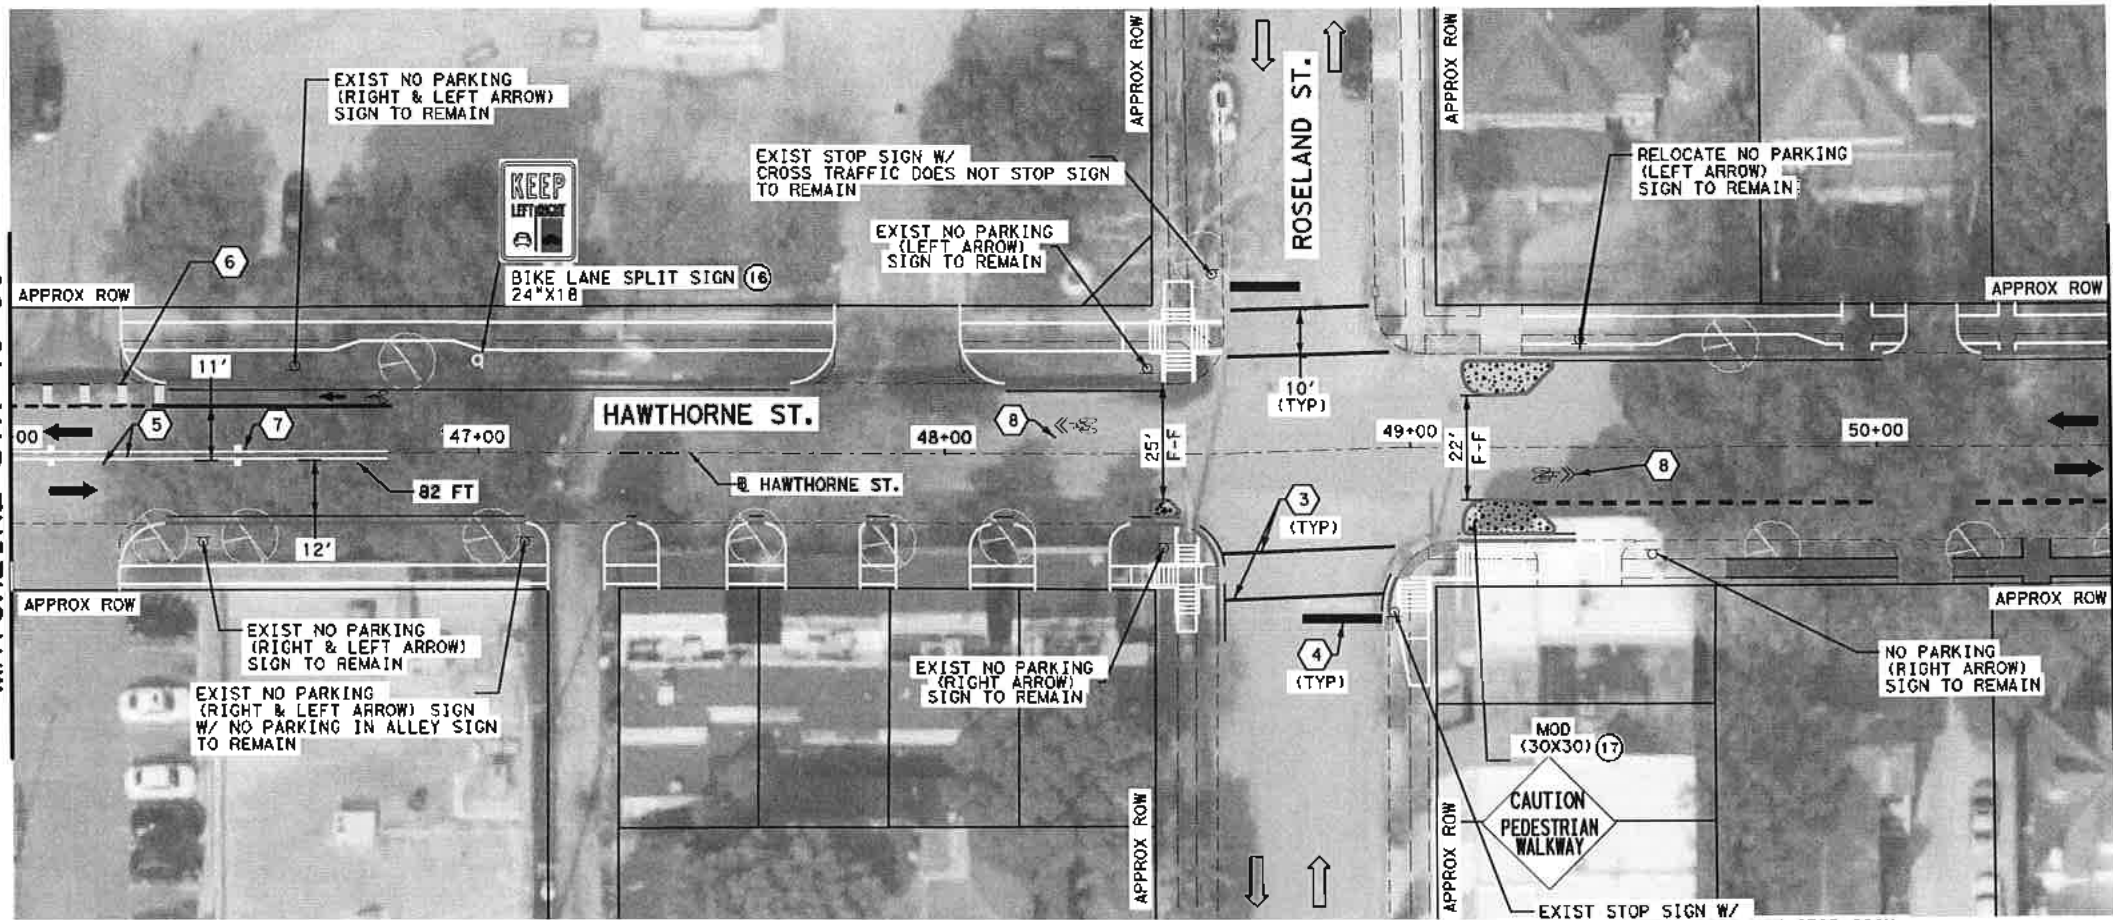 EXIST NO PARKING
(RIGHT & LEFT ARROW)
SIGN TO REMAIN
KEEP
LEFT RIGHT
BIKE LANE SPLIT SIGN 16
24"X18
EXIST STOP SIGN W/
CROSS TRAFFIC DOES NOT STOP SIGN
TO REMAIN
EXIST NO PARKING
(LEFT ARROW)
SIGN TO REMAIN
APPROX ROW
ROSELAND ST.
APPROX ROW
RELOCATE NO PARKING
(LEFT ARROW)
SIGN TO REMAIN
APPROX ROW
APPROX ROW
6
11'
10'
(TYP)
HAWTHORNE ST.
00
5
7
47+00
48+00
8
25'
F-F
49+00
22'
F-F
50+00
8
82 FT
HAWTHORNE ST.
3
(TYP)
12'
APPROX ROW
APPROX ROW
EXIST NO PARKING
(RIGHT & LEFT ARROW)
SIGN TO REMAIN
EXIST NO PARKING
(RIGHT & LEFT ARROW) SIGN
W/ NO PARKING IN ALLEY SIGN
TO REMAIN
EXIST NO PARKING
(RIGHT ARROW)
SIGN TO REMAIN
4
(TYP)
NO PARKING
(RIGHT ARROW)
SIGN TO REMAIN
MOD
(30X30) 17
CAUTION
PEDESTRIAN
WALKWAY
APPROX ROW
APPROX ROW
EXIST STOP SIGN W/